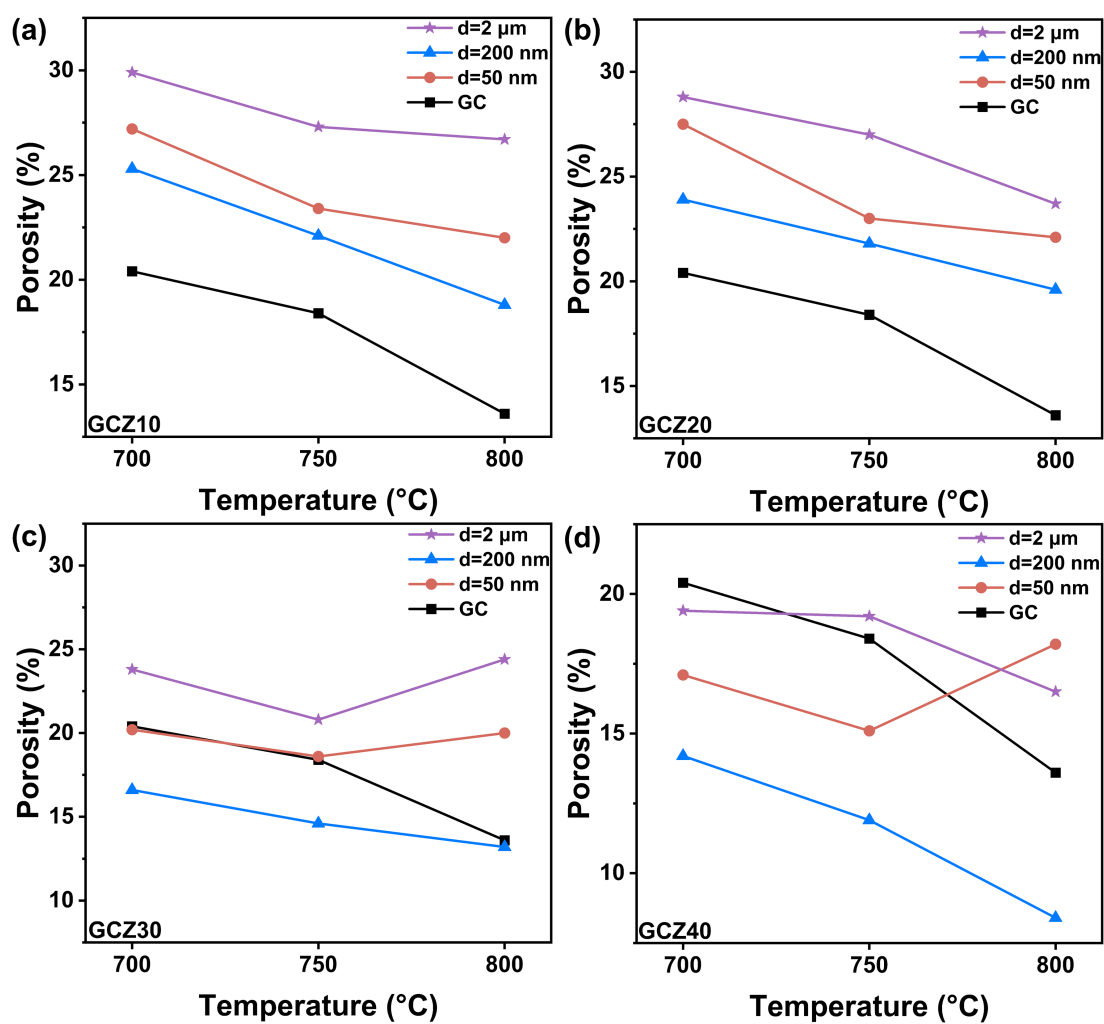 (a)
d=2 μm
d=200 nm
d=50 nm
GC
Porosity (%)
30
25
20
15
GCZ10
700 750 800
Temperature (°C)
(b)
d=2 μm
d=200 nm
d=50 nm
GC
Porosity (%)
30
25
20
15
GCZ20
700 750 800
Temperature (°C)
(c)
d=2 μm
d=200 nm
d=50 nm
GC
Porosity (%)
30
25
20
15
10
GCZ30
700 750 800
Temperature (°C)
(d)
d=2 μm
d=200 nm
d=50 nm
GC
Porosity (%)
20
15
10
GCZ40
700 750 800
Temperature (°C)